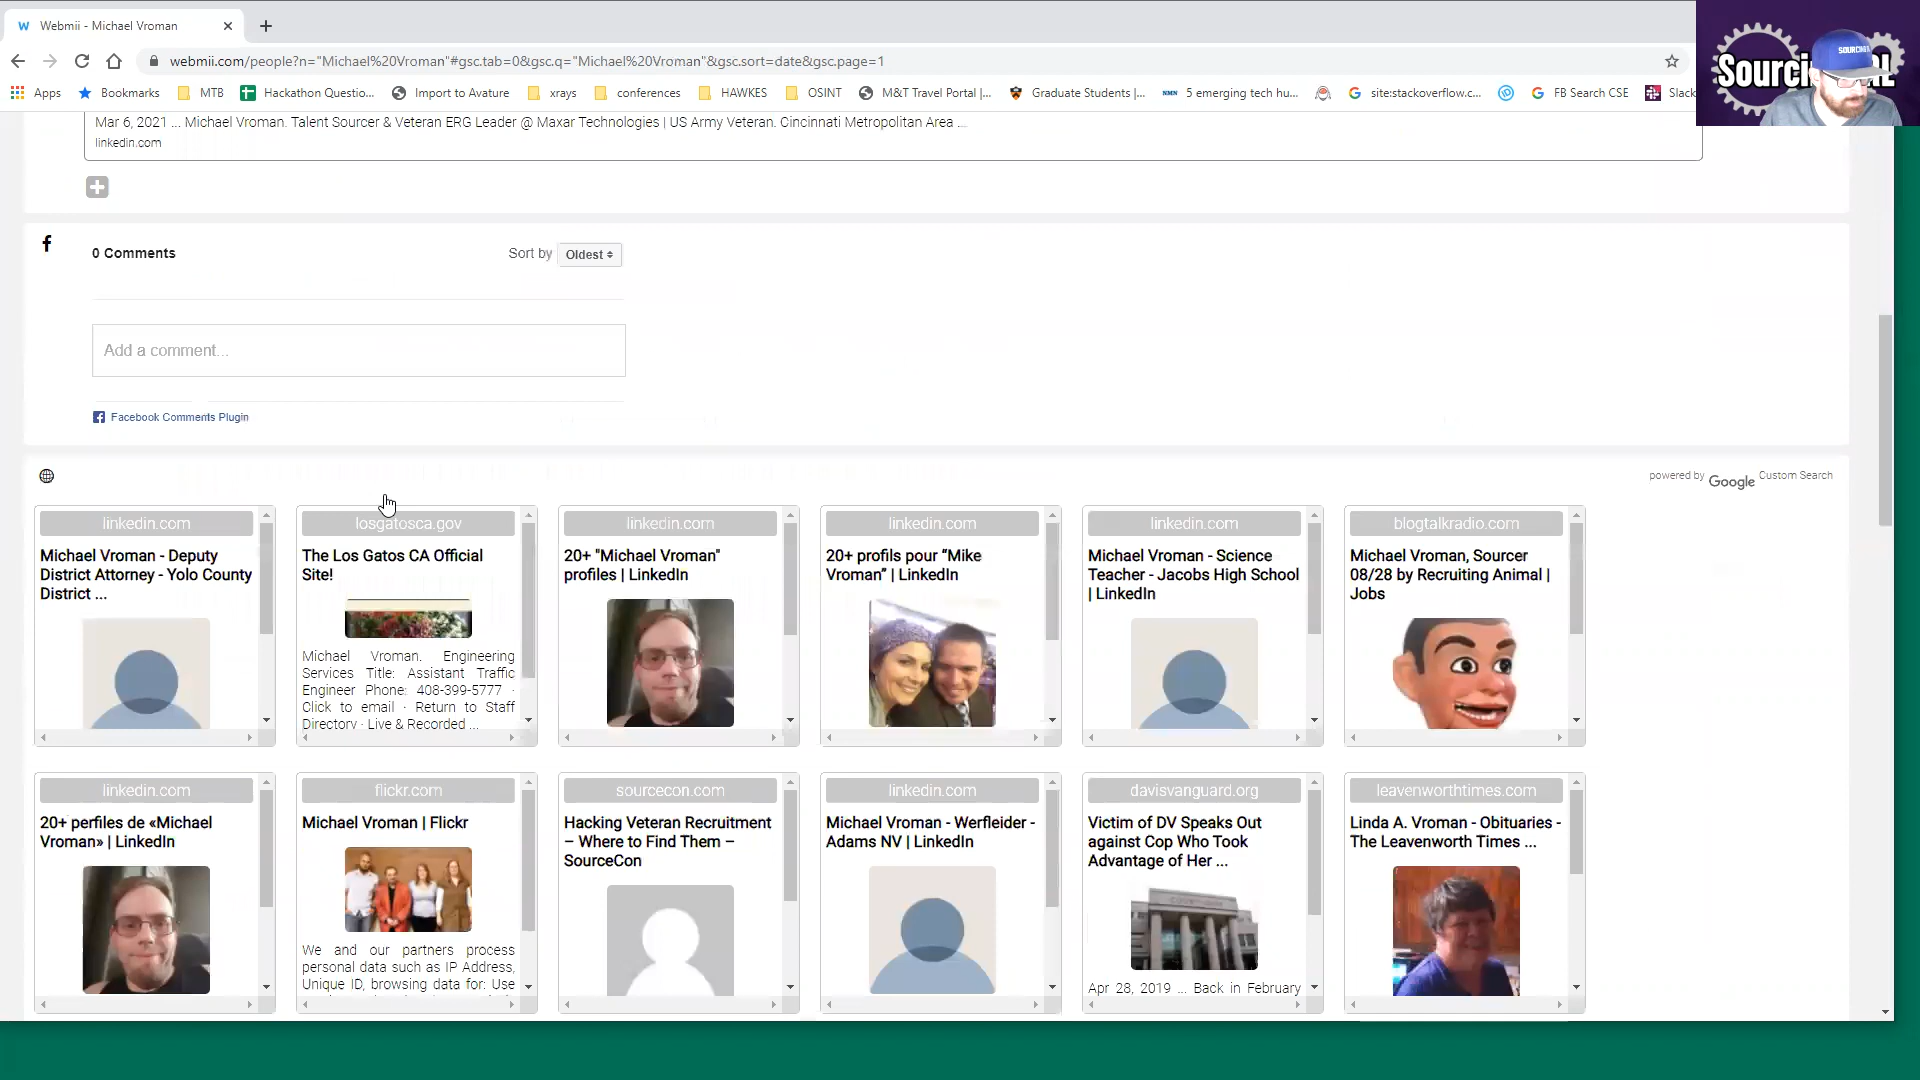 Webmii - Michael Vroman
webmii.com/people?n="Michael%20Vroman"#gsc.tab=0&gsc.q="Michael%20Vroman"&gsc.sort=date&gsc.page=1
Apps
Bookmarks
MTB
Hackathon Questio...
Import to Avature
xrays
conferences
HAWKES
OSINT
M&T Travel Portal |...
Graduate Students |...
NMN
5 emerging tech hu...
site:stackoverflow.c...
FB Search CSE
Slack
SOURCING
Mar 6, 2021 ... Michael Vroman. Talent Sourcer & Veteran ERG Leader @ Maxar Technologies | US Army Veteran. Cincinnati Metropolitan Area ...
linkedin.com
0 Comments
Sort by
Oldest
Add a comment...
Facebook Comments Plugin
powered by Google Custom Search
linkedin.com
Michael Vroman - Deputy
District Attorney - Yolo County
District ...
losgatosca.gov
The Los Gatos CA Official
Site!
Michael Vroman. Engineering
Services Title: Assistant Traffic
Engineer Phone: 408-399-5777 ·
Click to email · Return to Staff
Directory · Live & Recorded ...
linkedin.com
20+ "Michael Vroman"
profiles | LinkedIn
linkedin.com
20+ profils pour “Mike
Vroman” | LinkedIn
linkedin.com
Michael Vroman - Science
Teacher - Jacobs High School
| LinkedIn
blogtalkradio.com
Michael Vroman, Sourcer
08/28 by Recruiting Animal |
Jobs
linkedin.com
20+ perfiles de «Michael
Vroman» | LinkedIn
flickr.com
Michael Vroman | Flickr
We and our partners process
personal data such as IP Address,
Unique ID, browsing data for: Use
sourcecon.com
Hacking Veteran Recruitment
– Where to Find Them –
SourceCon
linkedin.com
Michael Vroman - Werfleider -
Adams NV | LinkedIn
davisvanguard.org
Victim of DV Speaks Out
against Cop Who Took
Advantage of Her ...
Apr 28, 2019 ... Back in February
leavenworthtimes.com
Linda A. Vroman - Obituaries -
The Leavenworth Times ...